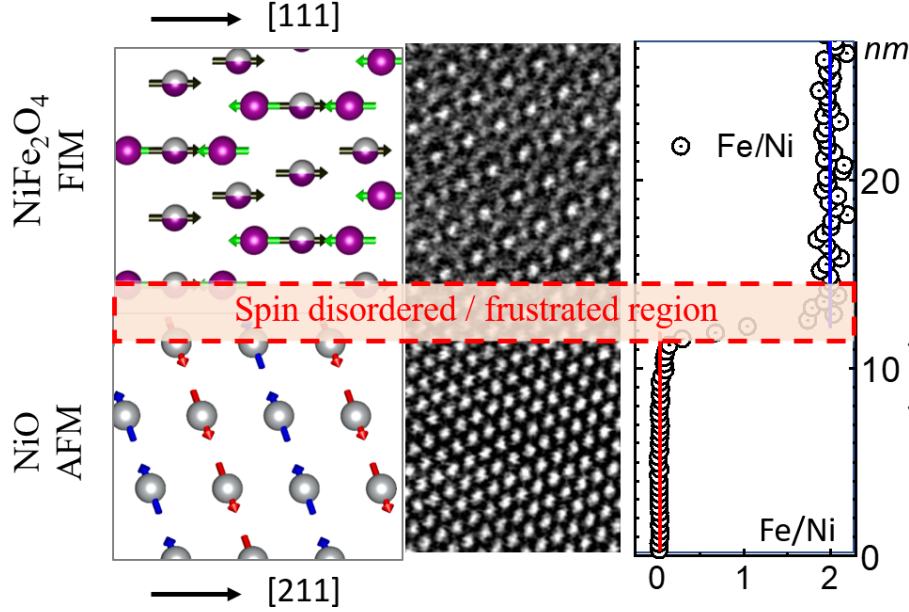 [111]
NiFe₂O₄
FIM
NiO
AFM
Spin disordered / frustrated region
Fe/Ni
nm
20
10
0
Fe/Ni
0 1 2
[211]